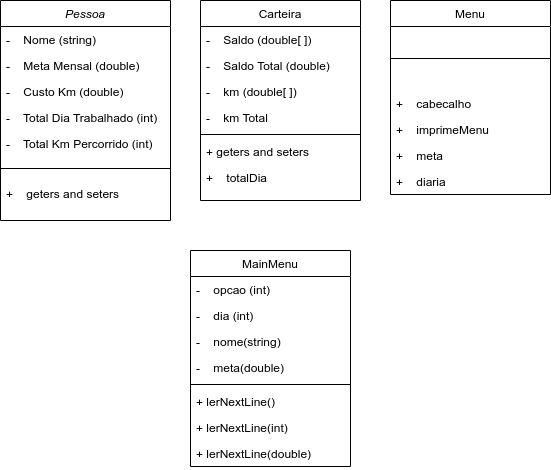 Pessoa
- Nome (string)
- Meta Mensal (double)
- Custo Km (double)
- Total Dia Trabalhado (int)
- Total Km Percorrido (int)
+ geters and seters
Carteira
- Saldo (double[ ])
- Saldo Total (double)
- km (double[ ])
- km Total
+ geters and seters
+ totalDia
Menu
+ cabecalho
+ imprimeMenu
+ meta
+ diaria
MainMenu
- opcao (int)
- dia (int)
- nome(string)
- meta(double)
+ lerNextLine()
+ lerNextLine(int)
+ lerNextLine(double)